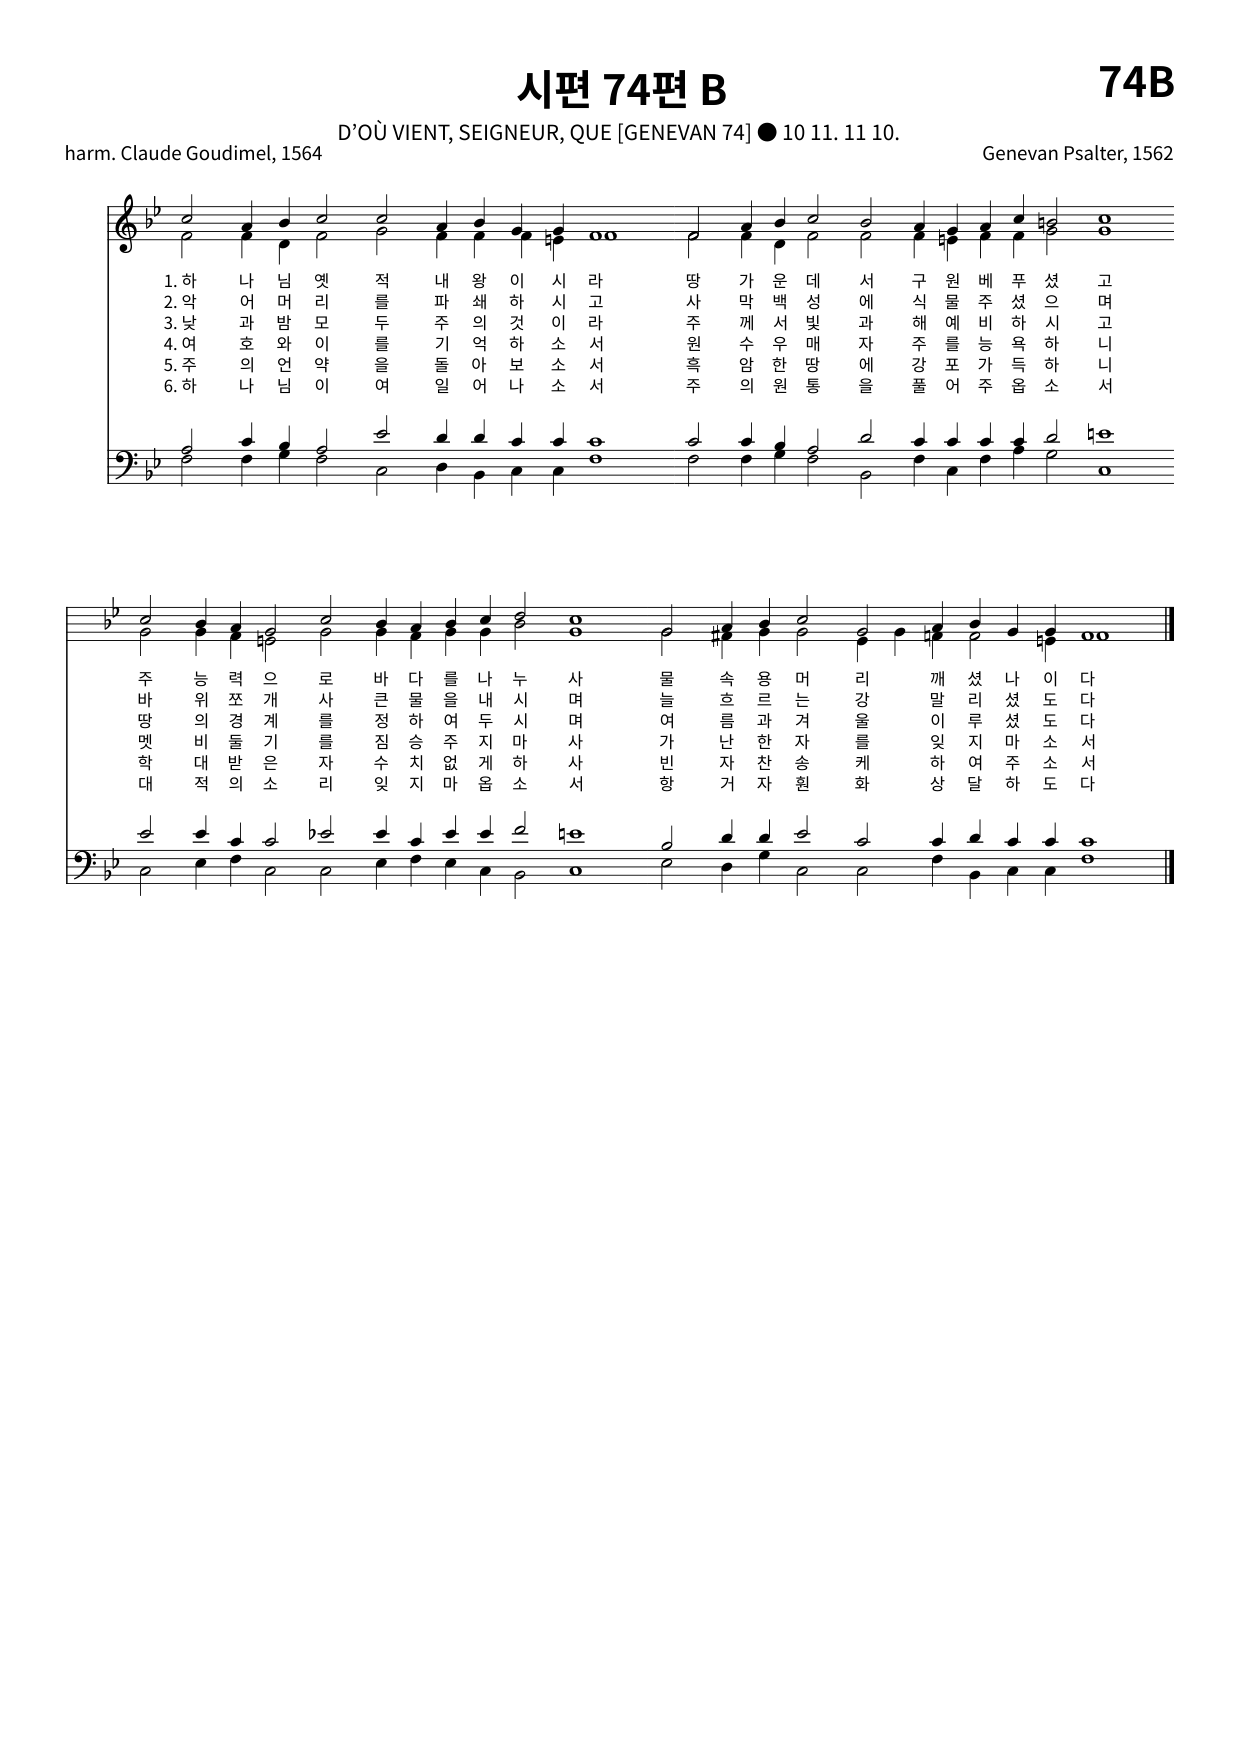 시편 74편 B
74B
D’OÙ VIENT, SEIGNEUR, QUE [GENEVAN 74] ● 10 11. 11 10.
harm. Claude Goudimel, 1564
Genevan Psalter, 1562
1. 하 나 님 옛 적 내 왕 이 시 라 땅 가 운 데 서 구 원 베 푸 셨 고
2. 악 어 머 리 를 파 쇄 하 시 고 사 막 백 성 에 식 물 주 셨 으 며
3. 낮 과 밤 모 두 주 의 것 이 라 주 께 서 빛 과 해 예 비 하 시 고
4. 여 호 와 이 를 기 억 하 소 서 원 수 우 매 자 주 를 능 욕 하 니
5. 주 의 언 약 을 돌 아 보 소 서 흑 암 한 땅 에 강 포 가 득 하 니
6. 하 나 님 이 여 일 어 나 소 서 주 의 원 통 을 풀 어 주 옵 소 서
주 능 력 으 로 바 다 를 나 누 사 물 속 용 머 리 깨 셨 나 이 다
바 위 쪼 개 사 큰 물 을 내 시 며 늘 흐 르 는 강 말 리 셨 도 다
땅 의 경 계 를 정 하 여 두 시 며 여 름 과 겨 울 이 루 셨 도 다
멧 비 둘 기 를 짐 승 주 지 마 사 가 난 한 자 를 잊 지 마 소 서
학 대 받 은 자 수 치 없 게 하 사 빈 자 찬 송 케 하 여 주 소 서
대 적 의 소 리 잊 지 마 옵 소 서 항 거 자 훤 화 상 달 하 도 다